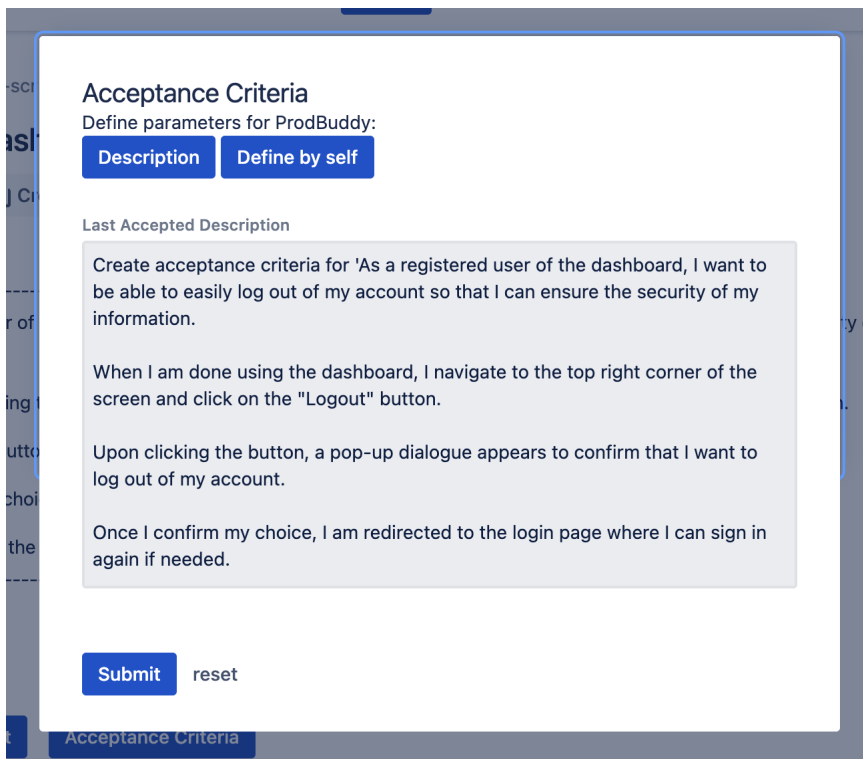 -scr
Acceptance Criteria
Define parameters for ProdBuddy:
Description Define by self
Last Accepted Description
Create acceptance criteria for 'As a registered user of the dashboard, I want to
be able to easily log out of my account so that I can ensure the security of my
information.
When I am done using the dashboard, I navigate to the top right corner of the
screen and click on the "Logout" button.
Upon clicking the button, a pop-up dialogue appears to confirm that I want to
log out of my account.
Once I confirm my choice, I am redirected to the login page where I can sign in
again if needed.
Submit reset
r of
ing
choi
the
Acceptance Criteria